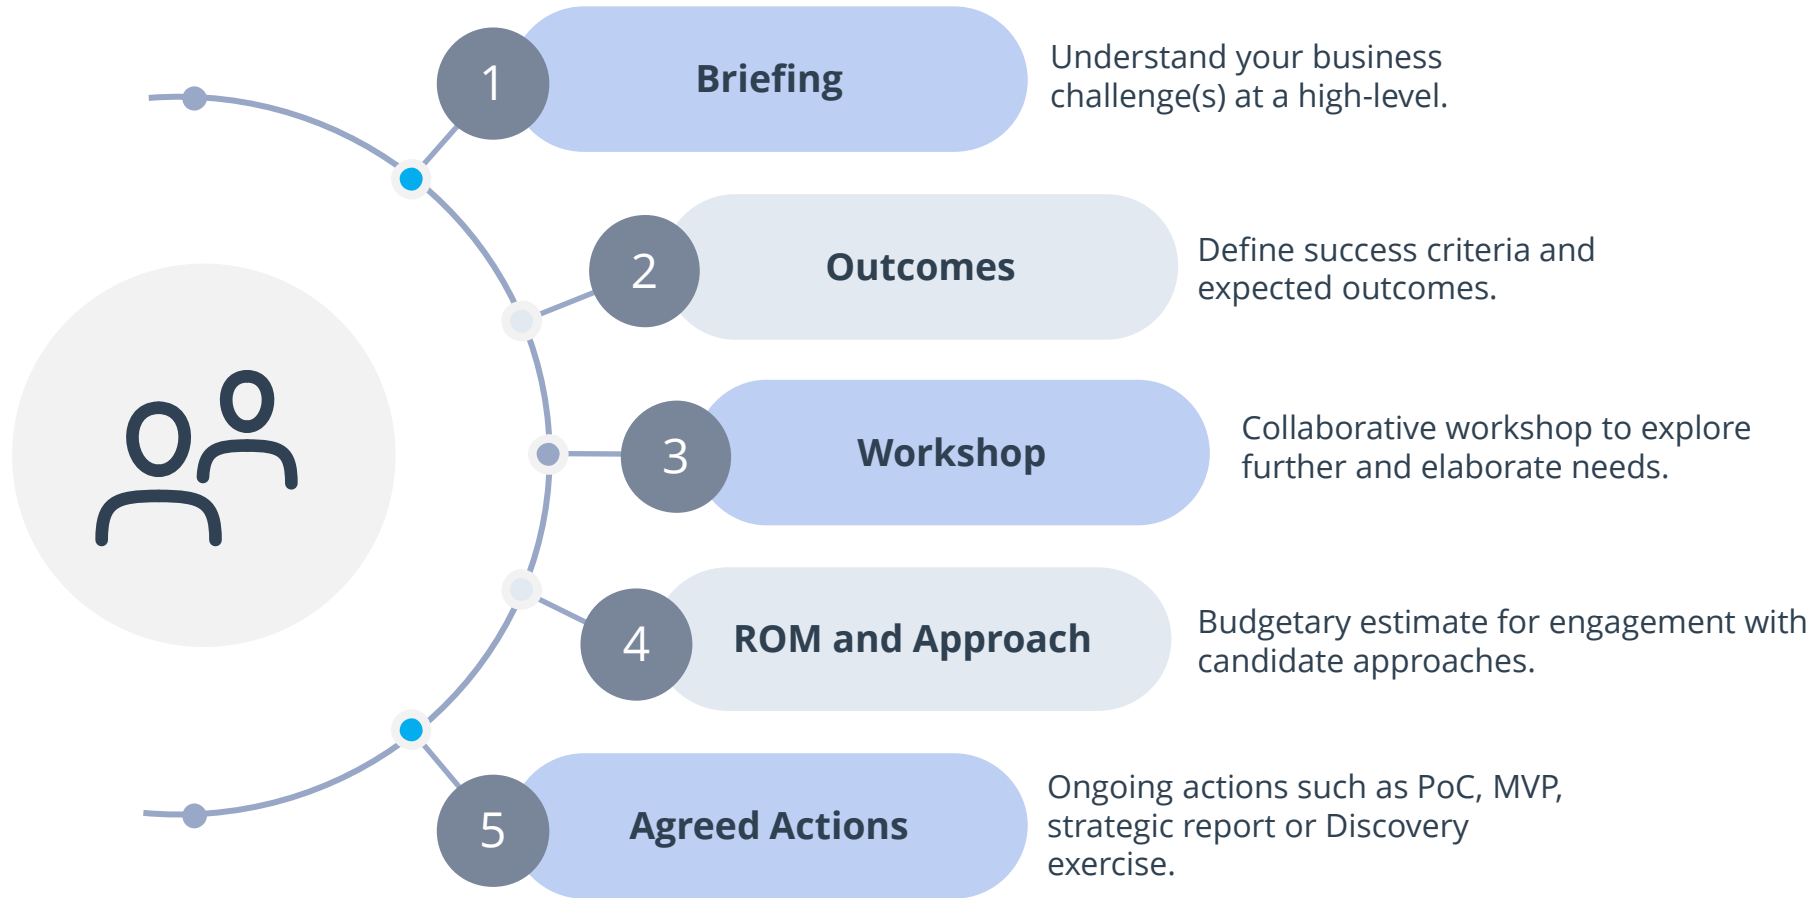 1
Briefing
Understand your business
challenge(s) at a high-level.
2
Outcomes
Define success criteria and
expected outcomes.
3
Workshop
Collaborative workshop to explore
further and elaborate needs.
4
ROM and Approach
Budgetary estimate for engagement with
candidate approaches.
5
Agreed Actions
Ongoing actions such as PoC, MVP,
strategic report or Discovery
exercise.